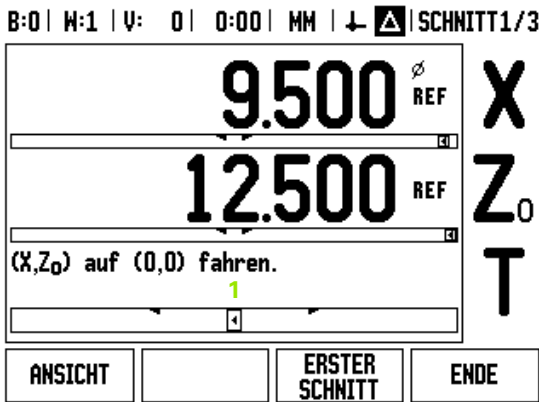 B:0| W:1 |V: 0| 0:00| MM | SCHNITT1/3
9.500 Ø REF X
12.500 REF Z0
(X,Z0) auf (0,0) fahren. T
1
ANSICHT ERSTER SCHNITT ENDE